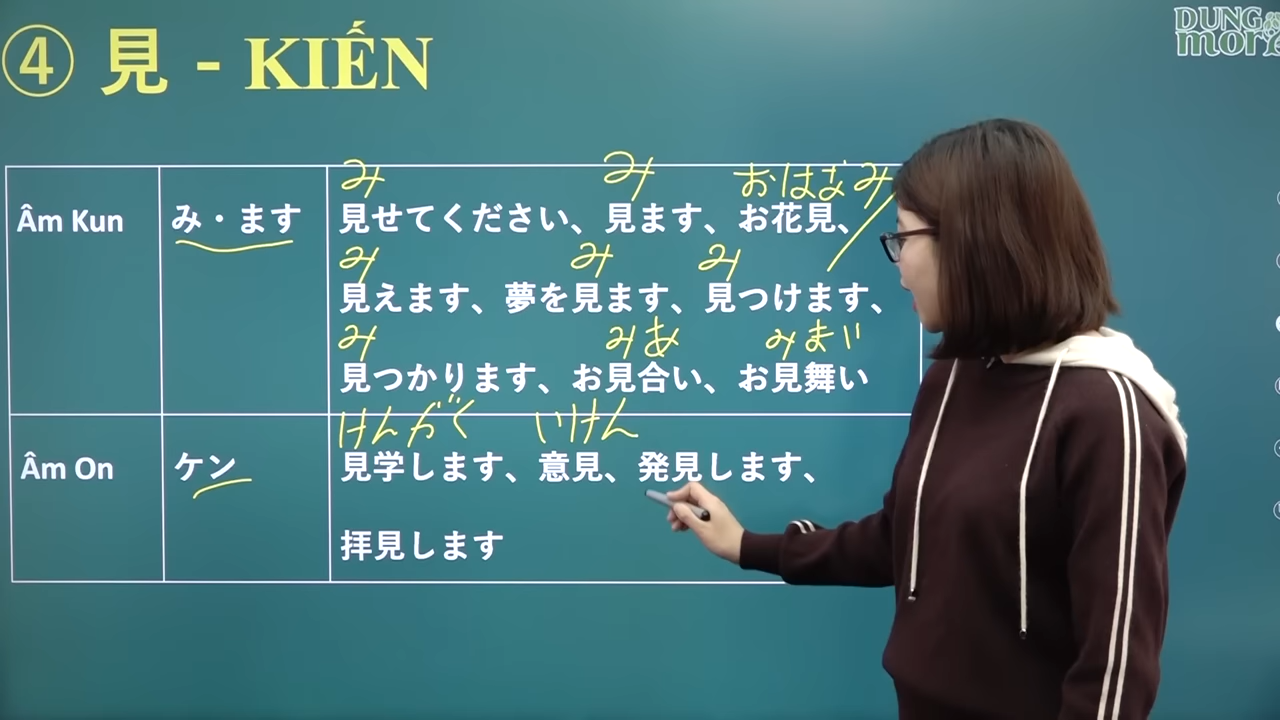 ④ 見 - KIẾN
DUNG
mori
み み おはなみ
Âm Kun み・ます 見せてください、見ます、お花見、
み み み
見えます、夢を見ます、見つけます、
み みあ みまい
見つかります、お見合い、お見舞い
けんがく いけん
Âm On ケン 見学します、意見、発見します、
拝見します